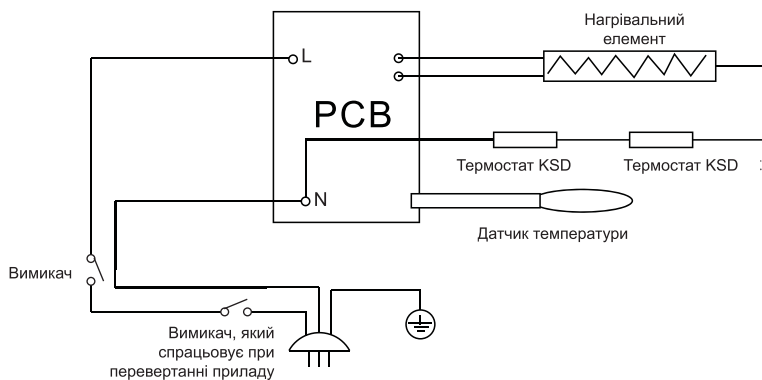 Нагрівальний
елемент
L
PCB
Термостат KSD
Термостат KSD
N
Датчик температури
Вимикач
Вимикач, який
спрацьовує при
перевертанні приладу